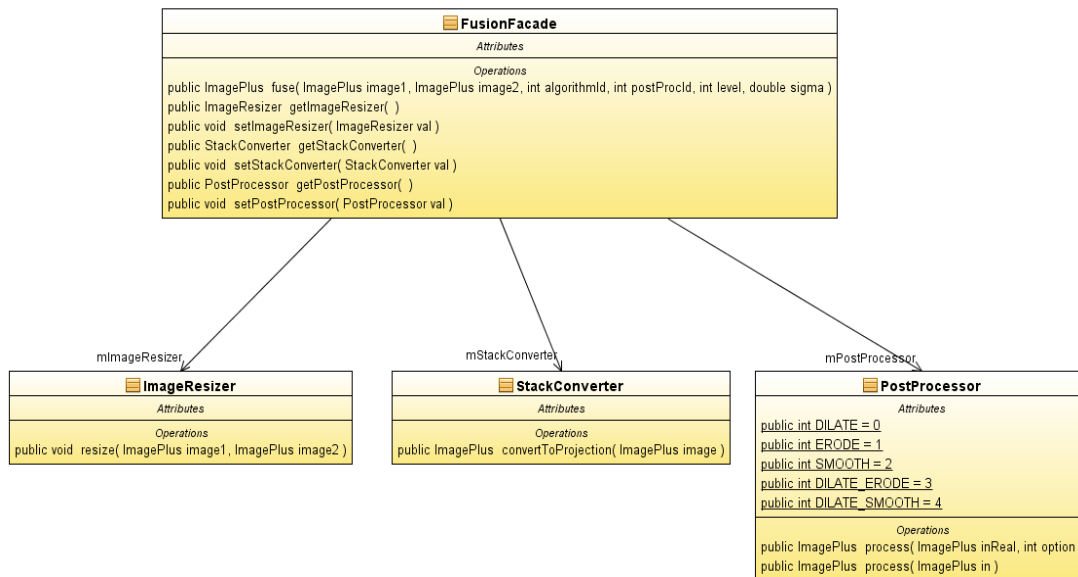 FusionFacade
Attributes
Operations
public ImagePlus fuse( ImagePlus image1, ImagePlus image2, int algorithmId, int postProcId, int level, double sigma )
public ImageResizer getImageResizer( )
public void setImageResizer( ImageResizer val )
public StackConverter getStackConverter( )
public void setStackConverter( StackConverter val )
public PostProcessor getPostProcessor( )
public void setPostProcessor( PostProcessor val )
mImageResizer
mStackConverter
mPostProcessor
ImageResizer
Attributes
Operations
public void resize( ImagePlus image1, ImagePlus image2 )
StackConverter
Attributes
Operations
public ImagePlus convertToProjection( ImagePlus image )
PostProcessor
Attributes
public int DILATE = 0
public int ERODE = 1
public int SMOOTH = 2
public int DILATE_ERODE = 3
public int DILATE_SMOOTH = 4
Operations
public ImagePlus process( ImagePlus inReal, int option
public ImagePlus process( ImagePlus in )